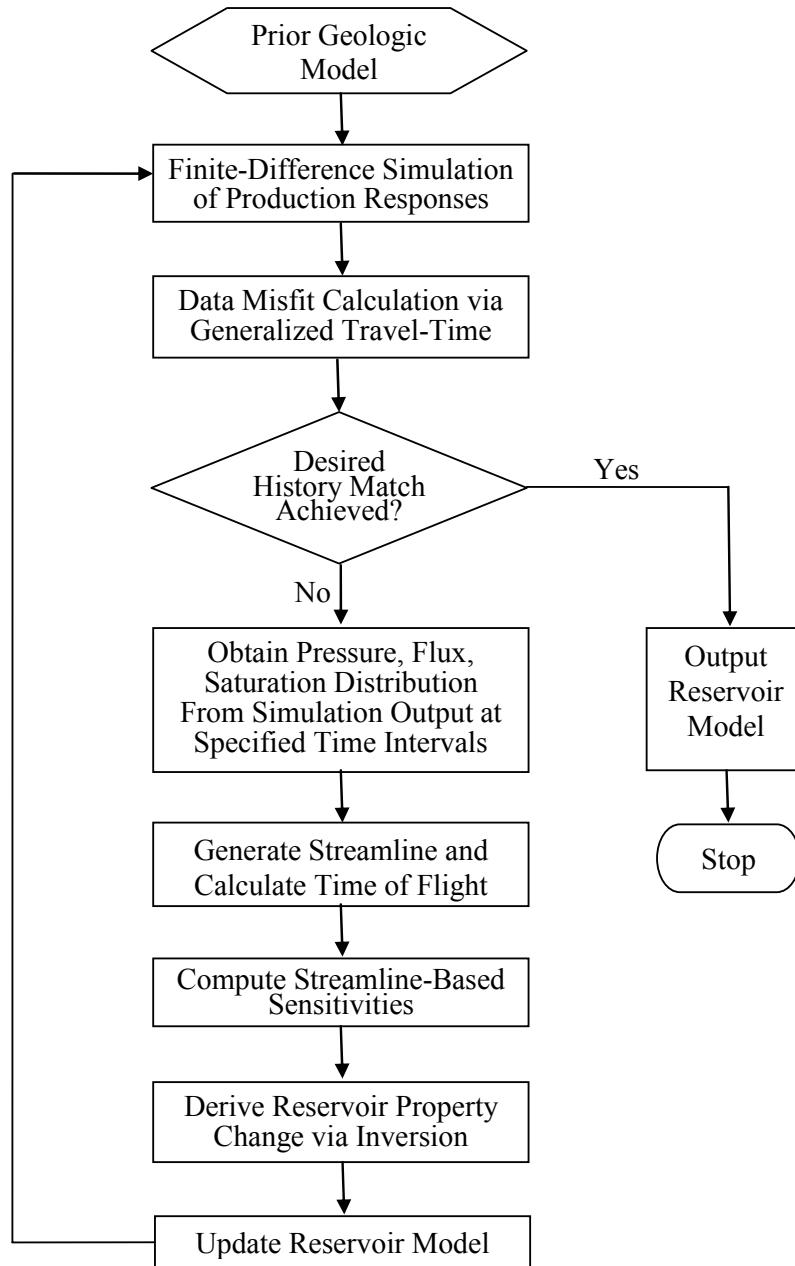 Prior Geologic
Model
Finite-Difference Simulation
of Production Responses
Data Misfit Calculation via
Generalized Travel-Time
Desired
History Match
Achieved?
Yes
No
Obtain Pressure, Flux,
Saturation Distribution
From Simulation Output at
Specified Time Intervals
Output
Reservoir
Model
Generate Streamline and
Calculate Time of Flight
Stop
Compute Streamline-Based
Sensitivities
Derive Reservoir Property
Change via Inversion
Update Reservoir Model